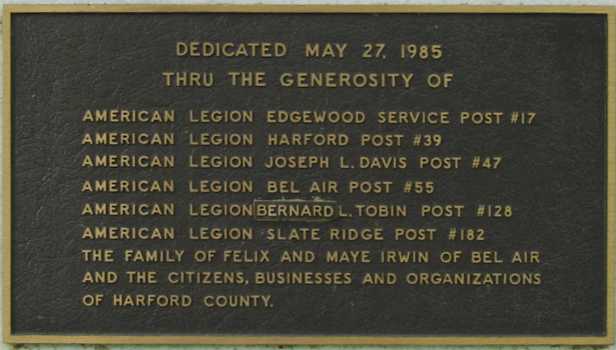 DEDICATED MAY 27, 1985
THRU THE GENEROSITY OF
AMERICAN LEGION EDGEWOOD SERVICE POST #17
AMERICAN LEGION HARFORD POST #39
AMERICAN LEGION JOSEPH L. DAVIS POST #47
AMERICAN LEGION BEL AIR POST #55
AMERICAN LEGION BERNARD L. TOBIN POST #128
AMERICAN LEGION SLATE RIDGE POST #182
THE FAMILY OF FELIX AND MAYE IRWIN OF BEL AIR
AND THE CITIZENS, BUSINESSES AND ORGANIZATIONS
OF HARFORD COUNTY.